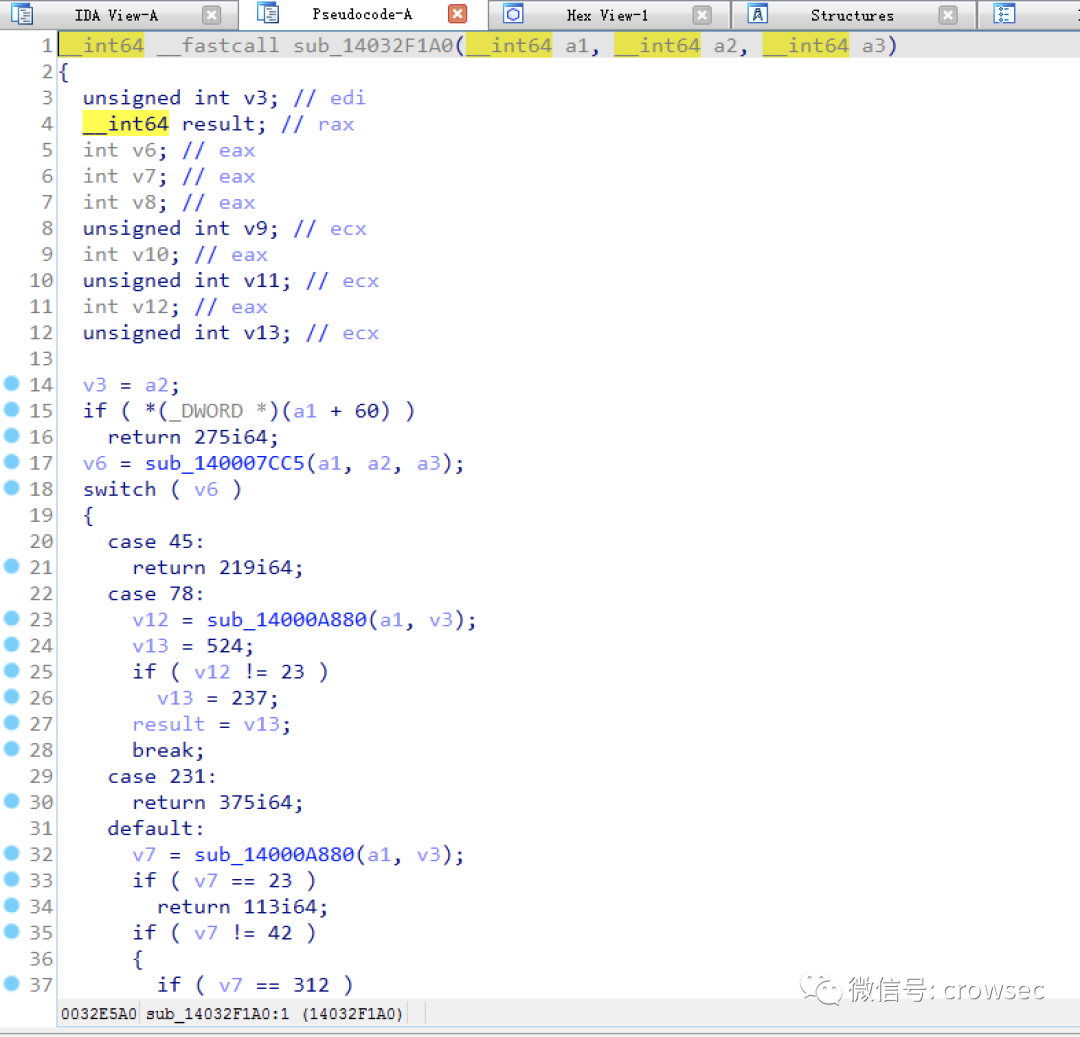 IDA View-A Pseudocode-A Hex View-1 Structures
1 __int64 __fastcall sub_14032F1A0(__int64 a1, __int64 a2, __int64 a3)
2 {
3 unsigned int v3; // edi
4 __int64 result; // rax
5 int v6; // eax
6 int v7; // eax
7 int v8; // eax
8 unsigned int v9; // ecx
9 int v10; // eax
10 unsigned int v11; // ecx
11 int v12; // eax
12 unsigned int v13; // ecx
13
14 v3 = a2;
15 if ( *(_DWORD *)(a1 + 60) )
16 return 275i64;
17 v6 = sub_140007CC5(a1, a2, a3);
18 switch ( v6 )
19 {
20 case 45:
21 return 219i64;
22 case 78:
23 v12 = sub_14000A880(a1, v3);
24 v13 = 524;
25 if ( v12 != 23 )
26 v13 = 237;
27 result = v13;
28 break;
29 case 231:
30 return 375i64;
31 default:
32 v7 = sub_14000A880(a1, v3);
33 if ( v7 == 23 )
34 return 113i64;
35 if ( v7 != 42 )
36 {
37 if ( v7 == 312 )
微信号: crowsec
0032E5A0 sub_14032F1A0:1 (14032F1A0)